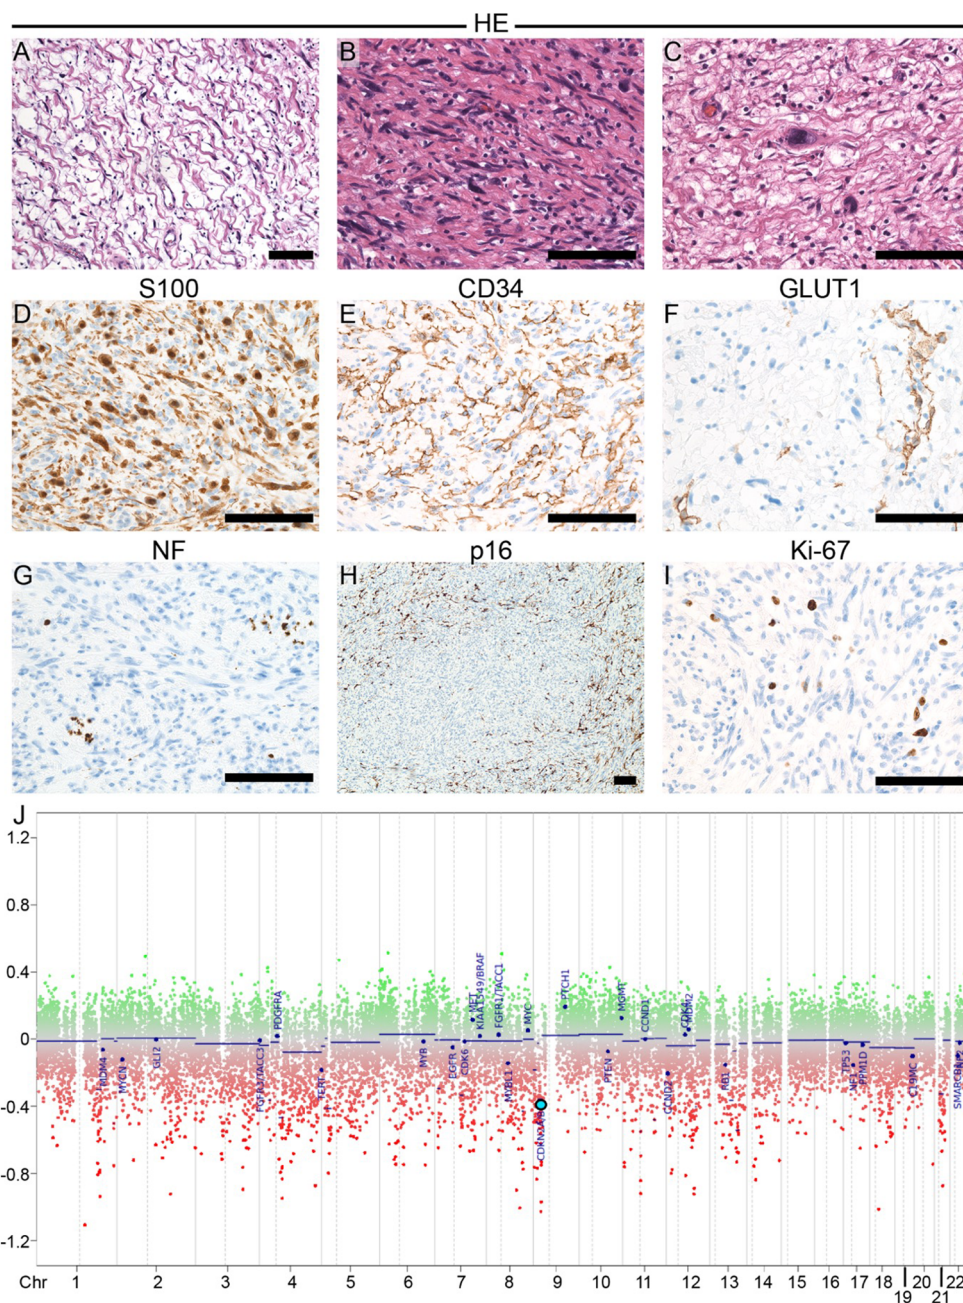 HE
A
B
C
S100
CD34
GLUT1
D
E
F
NF
p16
Ki-67
G
H
I
J
1.2
0.8
0.4
0
-0.4
-0.8
-1.2
MDM4
MYCN
GLI2
FGFR3/TACC3
PDGFRA
TERT
MYB
EGFR
MET
CDK6
KIAA1549/BRAF
FGFR1/TACC1
MYBL1
MYC
PTCH1
PTEN
MGMT
CCND1
CCND2
CDK4
MDM2
RB1
TP53
NF1
PPM1D
C19MC
Chr 1 2 3 4 5 6 7 8 9 10 11 12 13 14 15 16 17 18 19 20 21 22